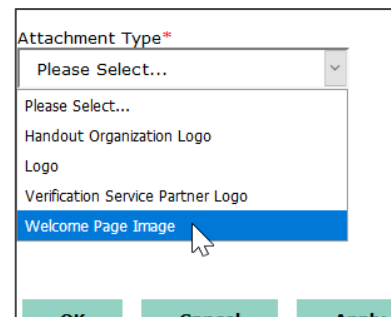 Attachment Type*
Please Select...
Please Select...
Handout Organization Logo
Logo
Verification Service Partner Logo
Welcome Page Image